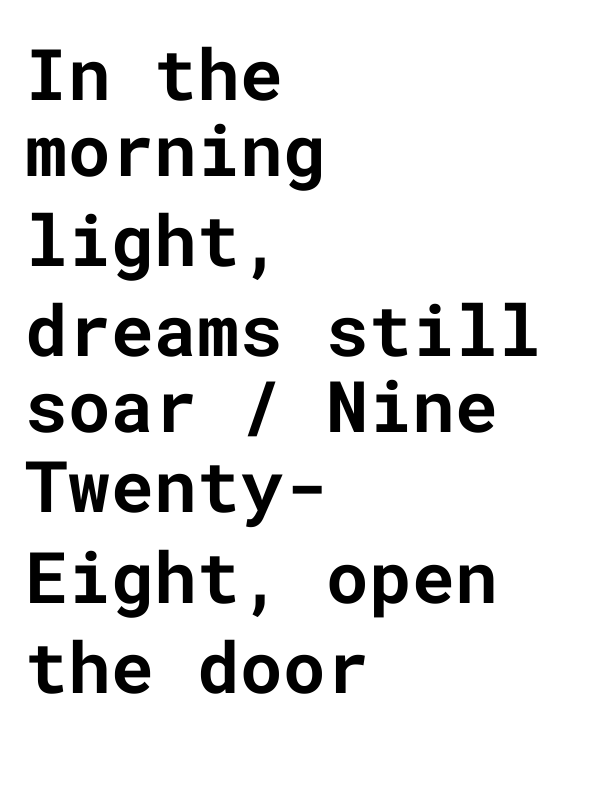 In the
morning
light,
dreams still
soar / Nine
Twenty-
Eight, open
the door